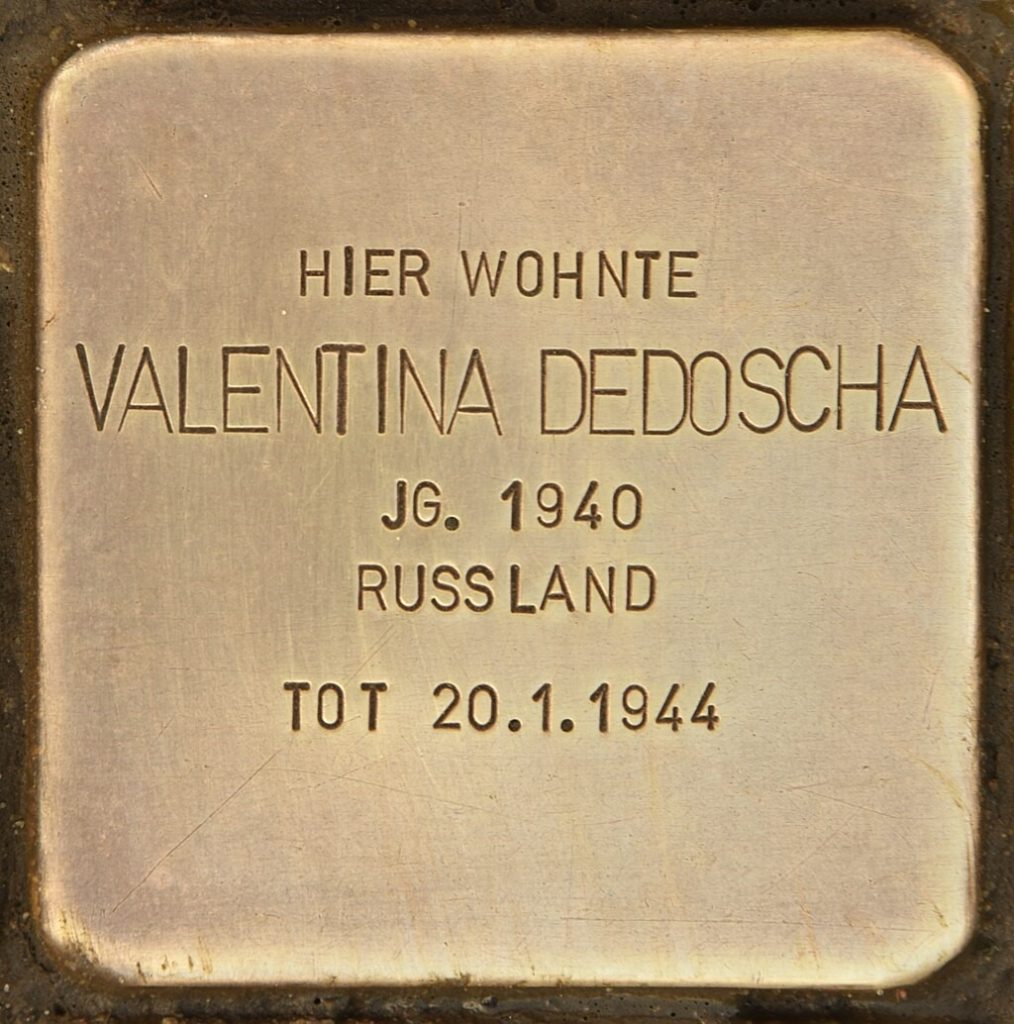 HIER WOHNTE
VALENTINA DEDOSCHA
JG. 1940
RUSSLAND
TOT 20.1.1944